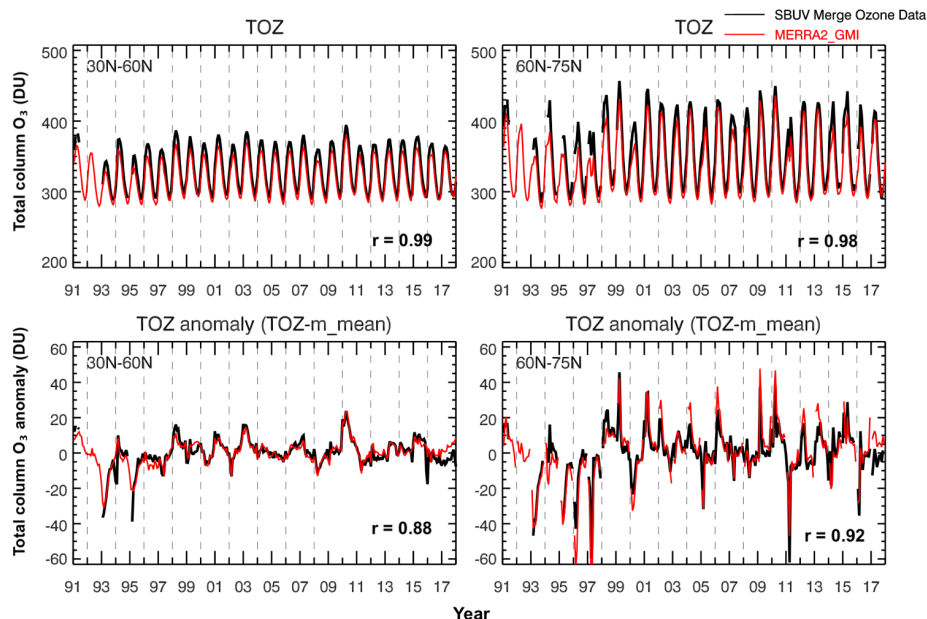 SBUV Merge Ozone Data
MERRA2_GMI
TOZ
TOZ
Total column O₃ (DU)
500
400
300
200
30N-60N
r = 0.99
91 93 95 97 99 01 03 05 07 09 11 13 15 17
500
400
300
200
60N-75N
r = 0.98
91 93 95 97 99 01 03 05 07 09 11 13 15 17
TOZ anomaly (TOZ-m_mean)
TOZ anomaly (TOZ-m_mean)
Total column O₃ anomaly (DU)
60
40
20
0
-20
-40
-60
30N-60N
r = 0.88
91 93 95 97 99 01 03 05 07 09 11 13 15 17
60
40
20
0
-20
-40
-60
60N-75N
r = 0.92
91 93 95 97 99 01 03 05 07 09 11 13 15 17
Year